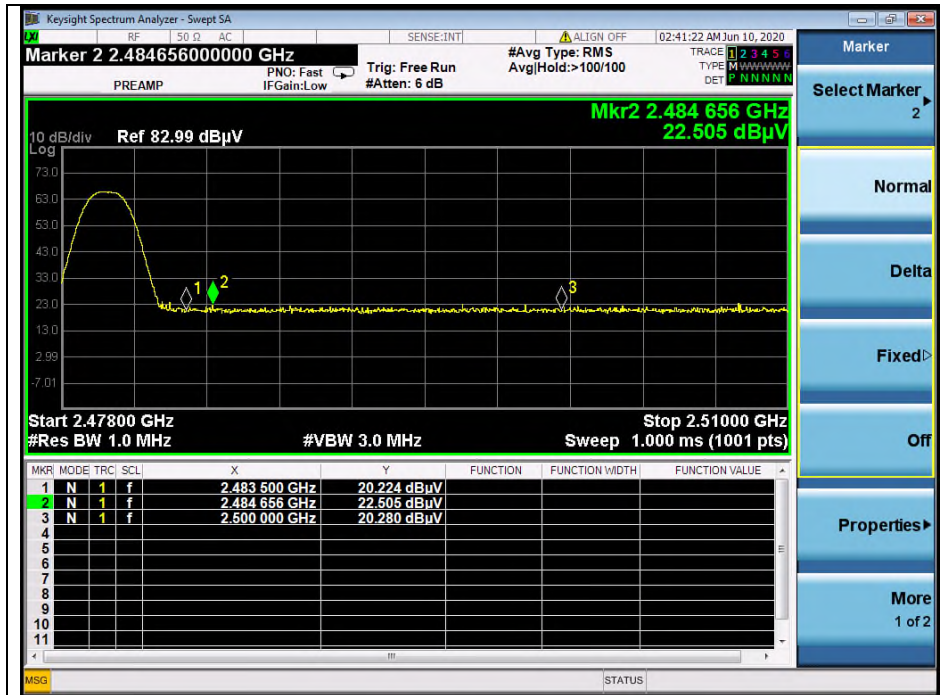 Keysight Spectrum Analyzer - Swept SA
LXI RF 50 Ω AC SENSE:INT ALIGN OFF 02:41:22 AM Jun 10, 2020
Marker 2 2.484656000000 GHz
#Avg Type: RMS
Avg|Hold:>100/100
TRACE 1 2 3 4 5 6
TYPE M W W W W W
DET P N N N N N
PREAMP
PNO: Fast
IFGain:Low
Trig: Free Run
#Atten: 6 dB
Mkr2 2.484 656 GHz
22.505 dBµV
10 dB/div Ref 82.99 dBµV
Log
73.0
63.0
53.0
43.0
33.0
23.0
13.0
2.99
-7.01
1
2
3
Start 2.47800 GHz
Stop 2.51000 GHz
#Res BW 1.0 MHz
#VBW 3.0 MHz
Sweep 1.000 ms (1001 pts)
MKR MODE TRC SCL X Y FUNCTION FUNCTION WIDTH FUNCTION VALUE
1 N 1 f 2.483 500 GHz 20.224 dBµV
2 N 1 f 2.484 656 GHz 22.505 dBµV
3 N 1 f 2.500 000 GHz 20.280 dBµV
4
5
6
7
8
9
10
11
MSG
STATUS
Marker
Select Marker
2
Normal
Delta
Fixed
Off
Properties
More
1 of 2